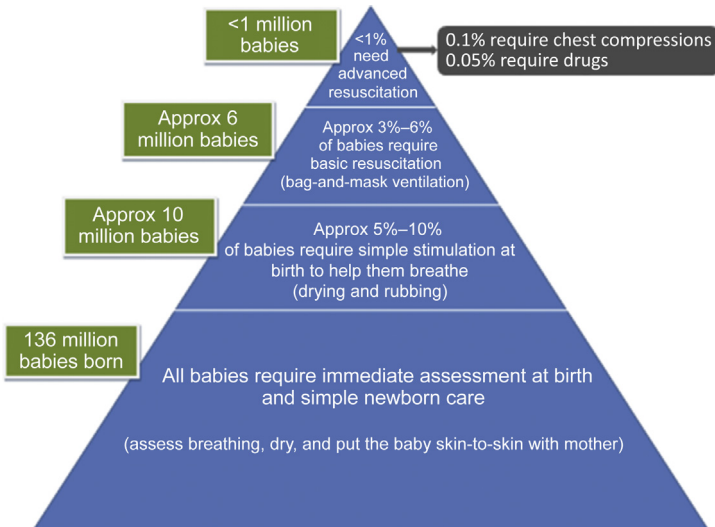 <1 million
babies
<1%
need
advanced
resuscitation
0.1% require chest compressions
0.05% require drugs
Approx 6
million babies
Approx 3%–6%
of babies require
basic resuscitation
(bag-and-mask ventilation)
Approx 10
million babies
Approx 5%–10%
of babies require simple stimulation at
birth to help them breathe
(drying and rubbing)
136 million
babies born
All babies require immediate assessment at birth
and simple newborn care
(assess breathing, dry, and put the baby skin-to-skin with mother)